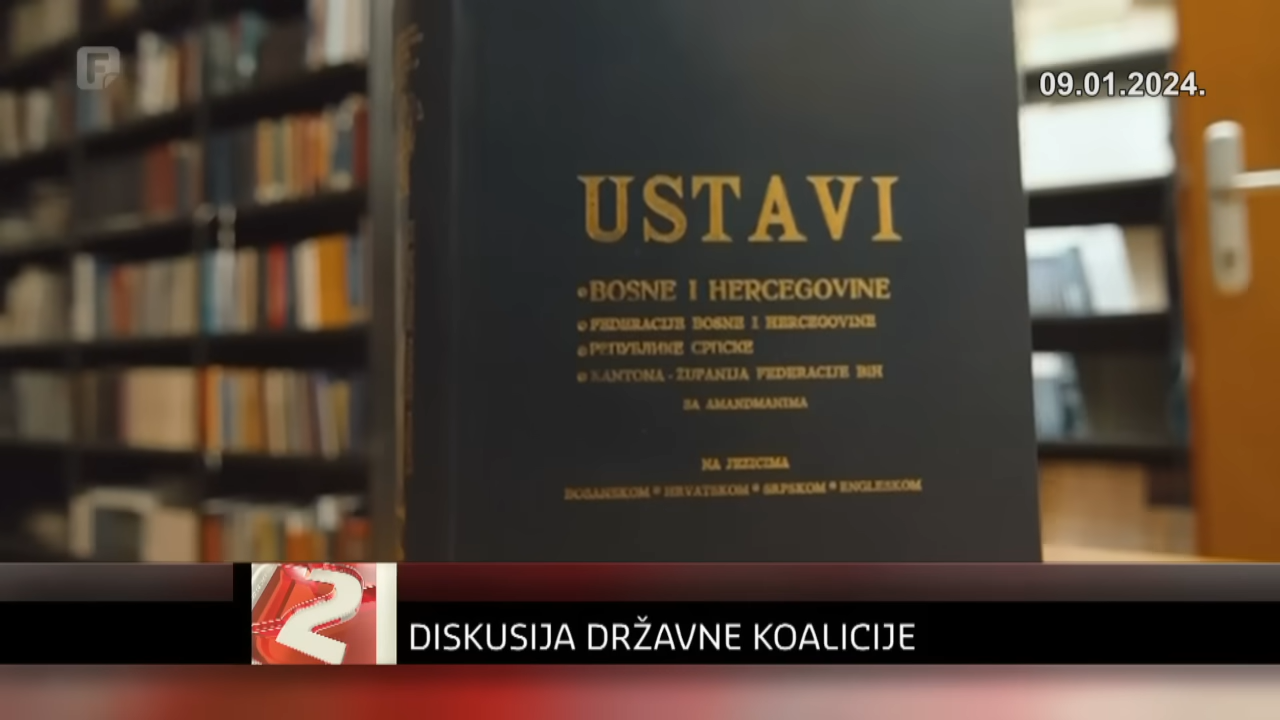 F
09.01.2024.
USTAVI
•BOSNE I HERCEGOVINE
•FEDERACIJE BOSNE I HERCEGOVINE
•РЕПУБЛИКЕ СРПСКЕ
•KANTONA - ŽUPANIJA FEDERACIJE BIH
SA AMANDMANIMA
NA JEZICIMA
BOSANSKOM • HRVATSKOM • SRPSKOM • ENGLESKOM
2 DISKUSIJA DRŽAVNE KOALICIJE